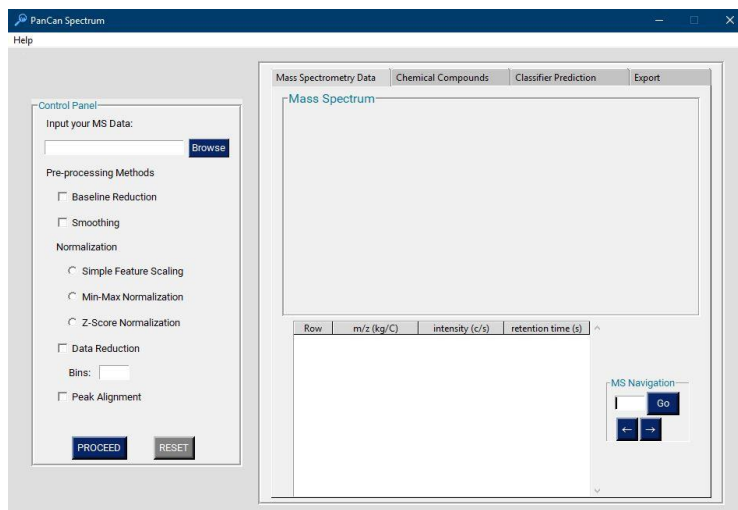 PanCan Spectrum
Help
Mass Spectrometry Data Chemical Compounds Classifier Prediction Export
Control Panel
Input your MS Data:
Browse
Pre-processing Methods
Baseline Reduction
Smoothing
Normalization
Simple Feature Scaling
Min-Max Normalization
Z-Score Normalization
Data Reduction
Bins:
Peak Alignment
PROCEED RESET
Mass Spectrum
Row m/z (kg/C) intensity (c/s) retention time (s)
MS Navigation
Go
← →